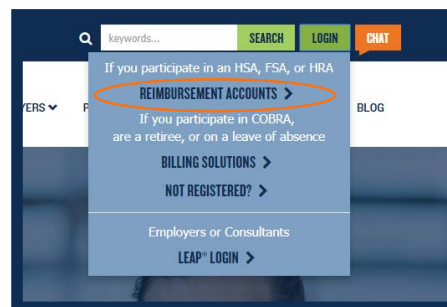 keywords... SEARCH LOGIN CHAT
If you participate in an HSA, FSA, or HRA
REIMBURSEMENT ACCOUNTS >
YERS BLOG
If you participate in COBRA,
are a retiree, or on a leave of absence
BILLING SOLUTIONS >
NOT REGISTERED? >
Employers or Consultants
LEAP® LOGIN >